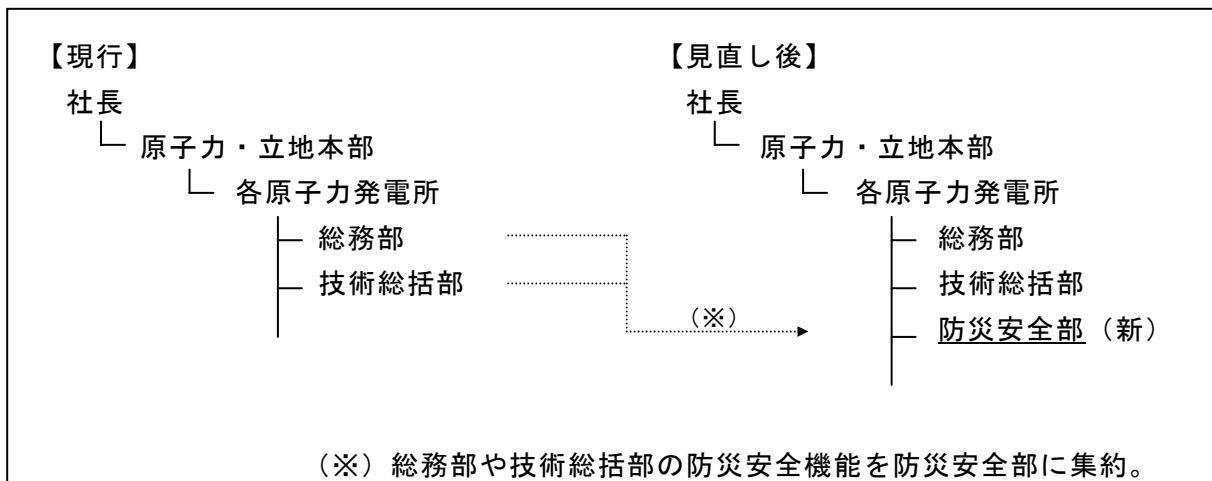 【現行】
社長
原子力・立地本部
各原子力発電所
総務部
技術総括部
（※）
【見直し後】
社長
原子力・立地本部
各原子力発電所
総務部
技術総括部
防災安全部（新）
（※）総務部や技術総括部の防災安全機能を防災安全部に集約。